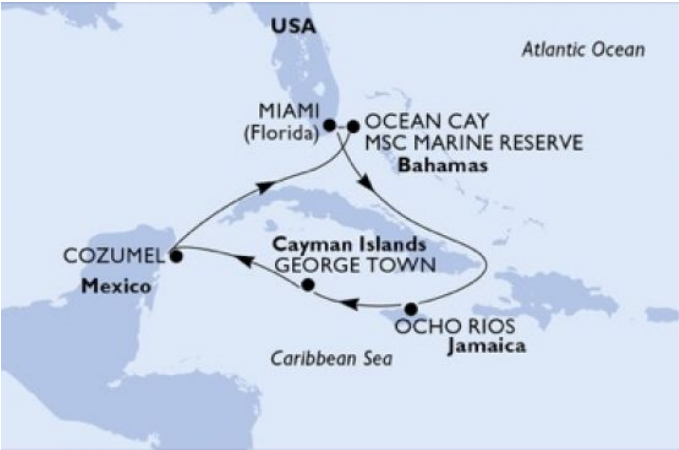 USA
Atlantic Ocean
MIAMI
(Florida)
OCEAN CAY
MSC MARINE RESERVE
Bahamas
Cayman Islands
GEORGE TOWN
COZUMEL
Mexico
OCHO RIOS
Jamaica
Caribbean Sea